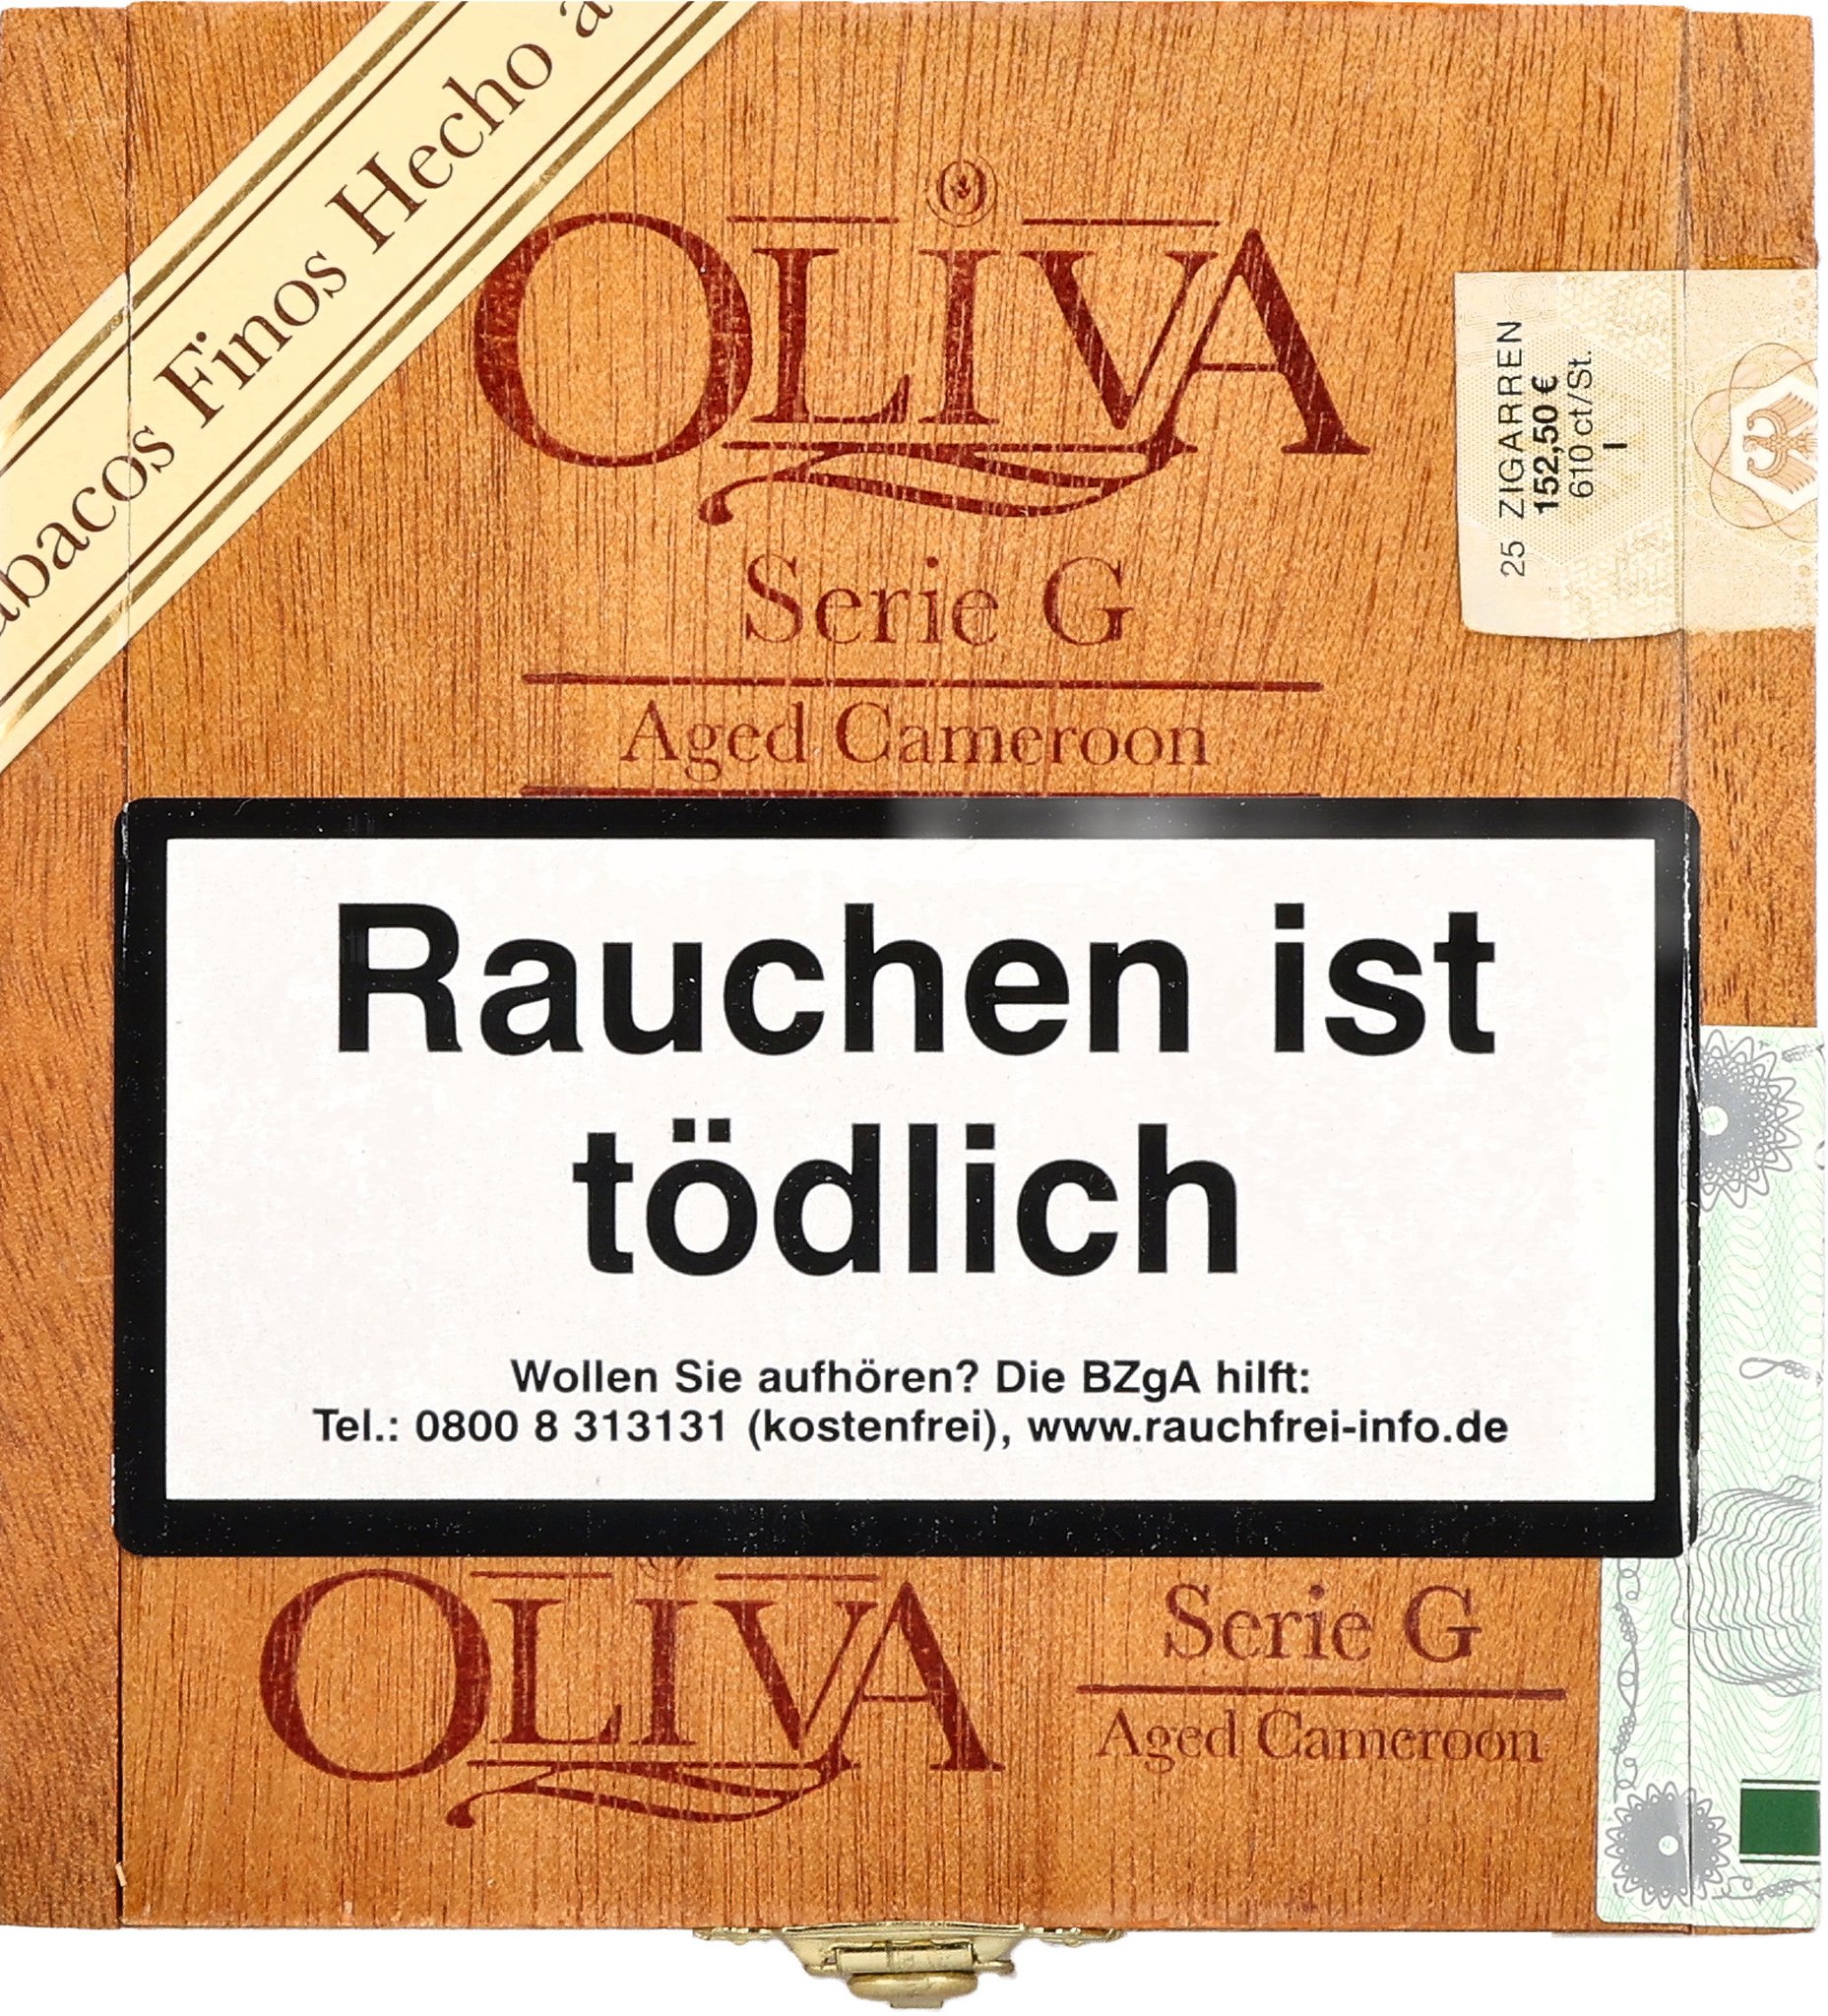 Finos Hecho a
OLIVA
Serie G
Aged Cameroon
25 ZIGARREN
152,50 €
610 ct/St.
I
Rauchen ist
tödlich
Wollen Sie aufhören? Die BZgA hilft:
Tel.: 0800 8 313131 (kostenfrei), www.rauchfrei-info.de
OLIVA
Serie G
Aged Cameroon